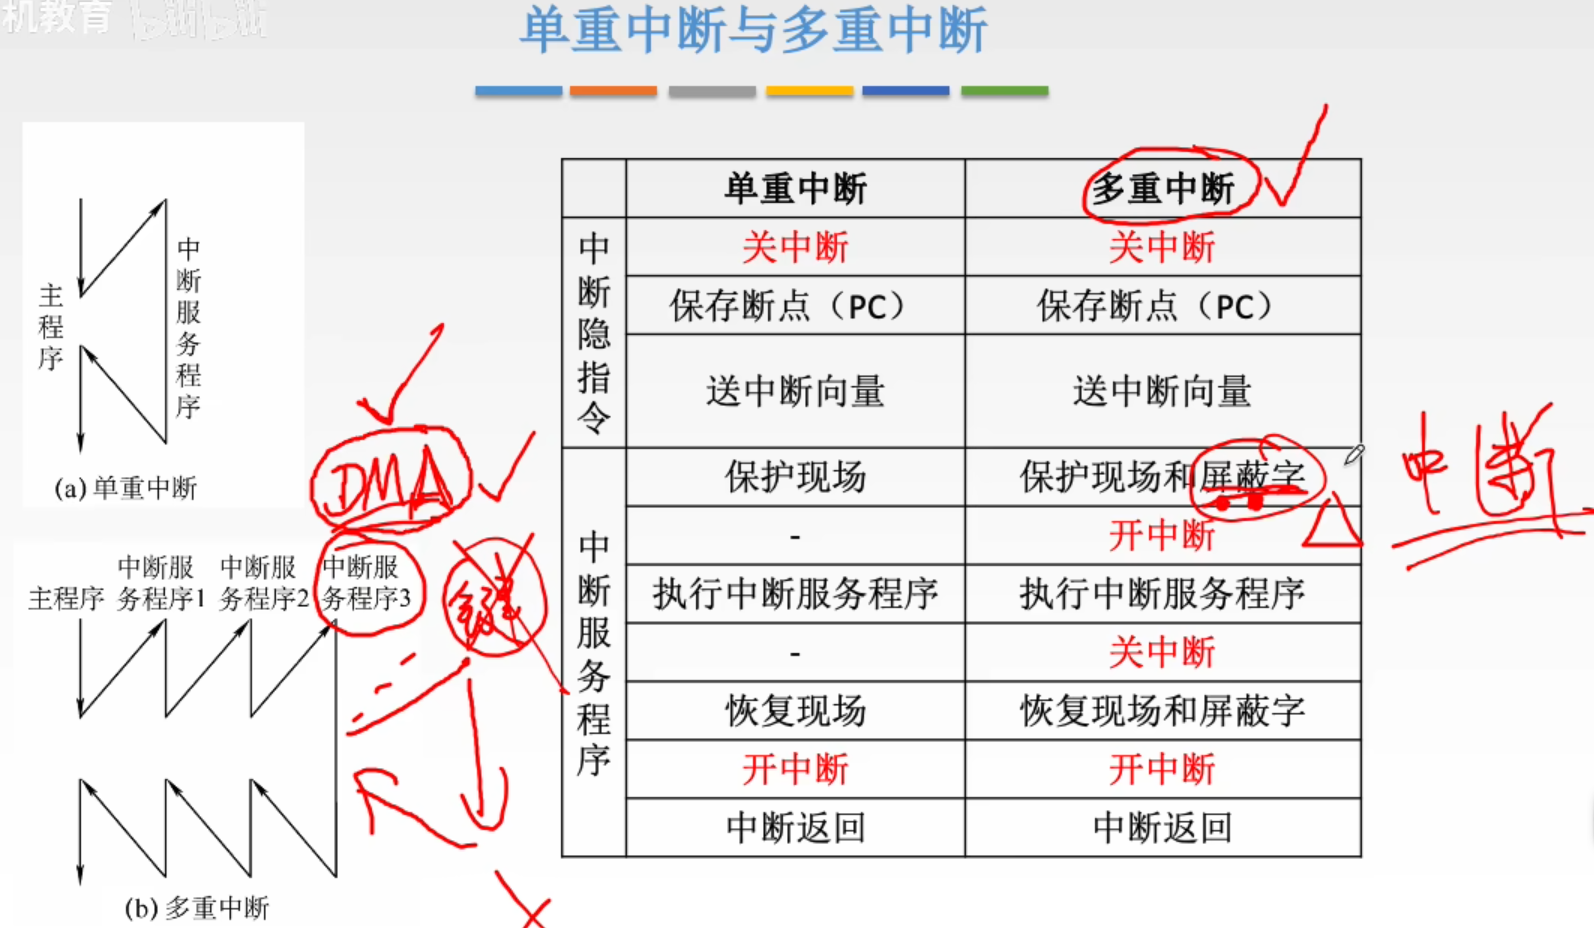 机教育 bilibili
单重中断与多重中断
单重中断 多重中断
中断隐指令
关中断 关中断
保存断点（PC） 保存断点（PC）
送中断向量 送中断向量
中断服务程序
保护现场 保护现场和屏蔽字
- 开中断
执行中断服务程序 执行中断服务程序
- 关中断
恢复现场 恢复现场和屏蔽字
开中断 开中断
中断返回 中断返回
主程序
中断服务程序
(a) 单重中断
DMA
中断
主程序
中断服务程序1
中断服务程序2
中断服务程序3
键
(b) 多重中断